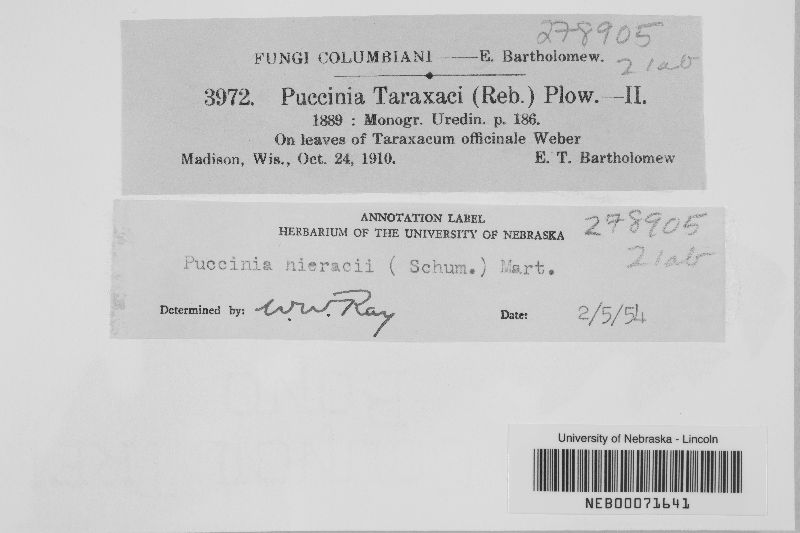 278905
FUNGI COLUMBIANI —— E. Bartholomew.
21ab
3972. Puccinia Taraxaci (Reb.) Plow.—II.
1889 : Monogr. Uredin. p. 186.
On leaves of Taraxacum officinale Weber
Madison, Wis., Oct. 24, 1910. E. T. Bartholomew
ANNOTATION LABEL
HERBARIUM OF THE UNIVERSITY OF NEBRASKA
278905
21ab
Puccinia hieracii ( Schum.) Mart.
Determined by: W.W. Ray Date: 2/5/54
University of Nebraska - Lincoln
NEB00071641